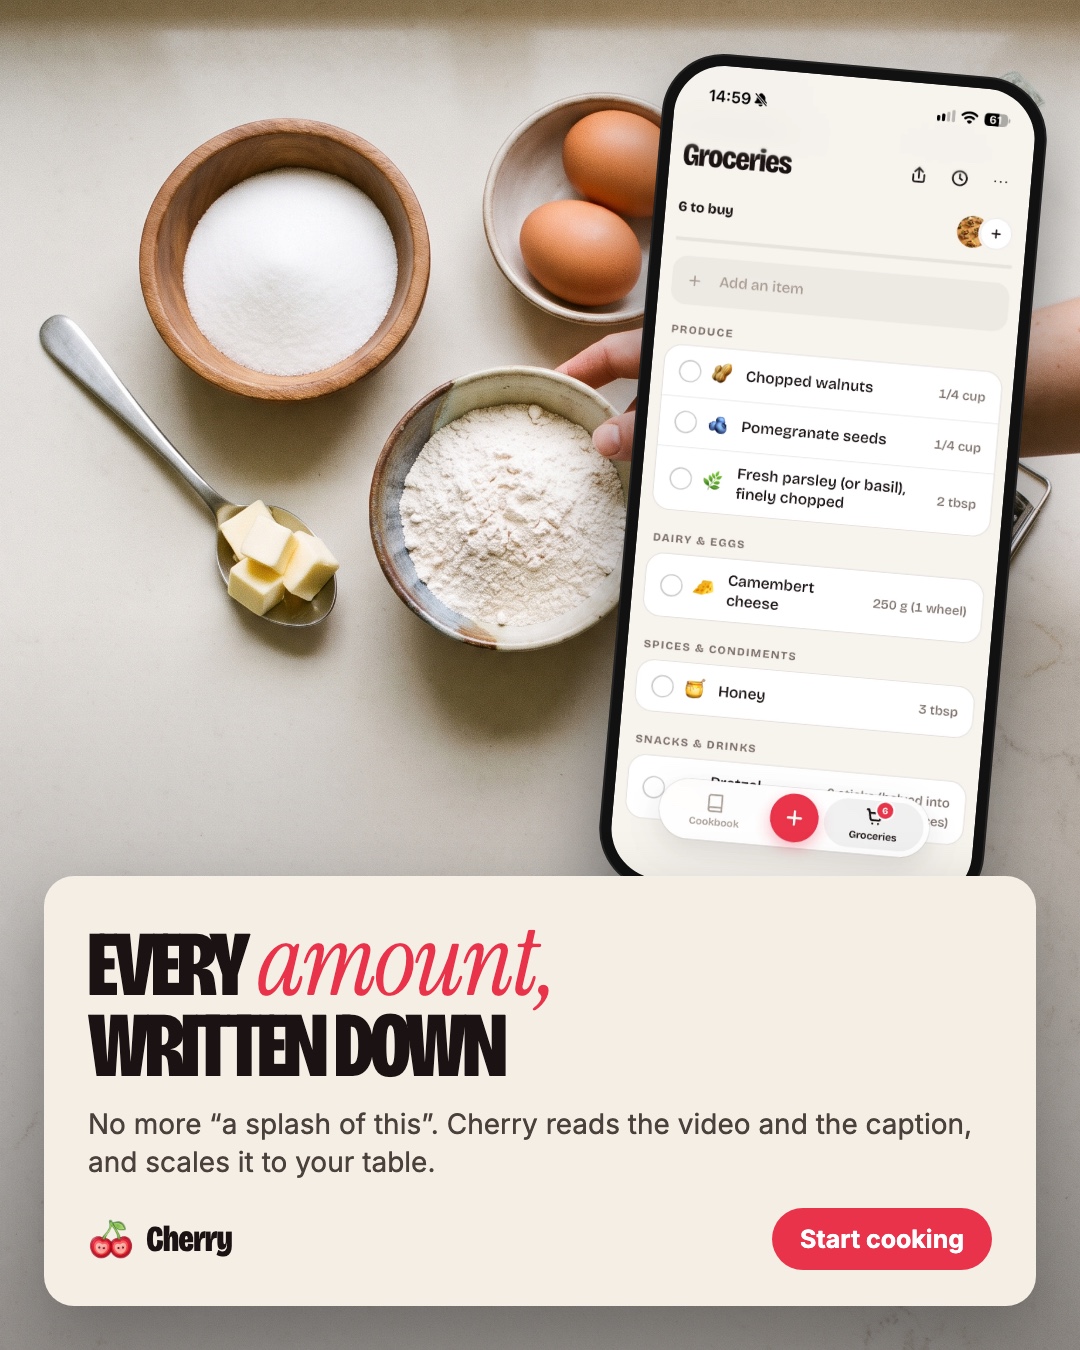 14:59
61
Groceries
6 to buy
Add an item
PRODUCE
Chopped walnuts
1/4 cup
Pomegranate seeds
1/4 cup
Fresh parsley (or basil),
finely chopped
2 tbsp
DAIRY & EGGS
Camembert
cheese
250 g (1 wheel)
SPICES & CONDIMENTS
Honey
3 tbsp
SNACKS & DRINKS
into
Cookbook
6
Groceries
EVERY amount,
WRITTEN DOWN
No more “a splash of this”. Cherry reads the video and the caption,
and scales it to your table.
Cherry
Start cooking